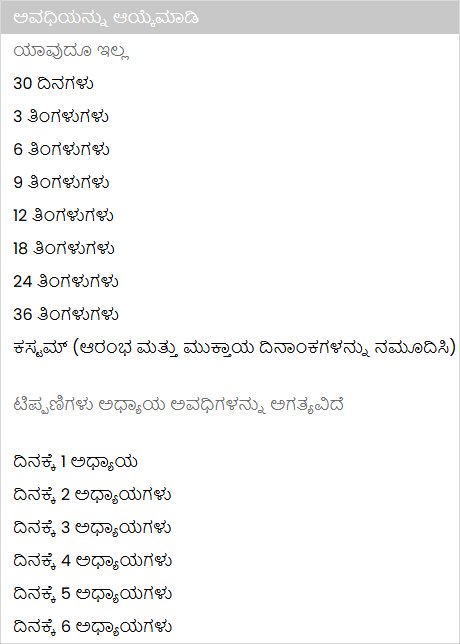 ಅವಧಿಯನ್ನು ಆಯ್ಕೆಮಾಡಿ
ಯಾವುದೂ ಇಲ್ಲ
30 ದಿನಗಳು
3 ತಿಂಗಳುಗಳು
6 ತಿಂಗಳುಗಳು
9 ತಿಂಗಳುಗಳು
12 ತಿಂಗಳುಗಳು
18 ತಿಂಗಳುಗಳು
24 ತಿಂಗಳುಗಳು
36 ತಿಂಗಳುಗಳು
ಕಸ್ಟಮ್ (ಆರಂಭ ಮತ್ತು ಮುಕ್ತಾಯ ದಿನಾಂಕಗಳನ್ನು ನಮೂದಿಸಿ)
ಟಿಪ್ಪಣಿಗಳು ಅಧ್ಯಾಯ ಅವಧಿಗಳನ್ನು ಅಗತ್ಯವಿದೆ
ದಿನಕ್ಕೆ 1 ಅಧ್ಯಾಯ
ದಿನಕ್ಕೆ 2 ಅಧ್ಯಾಯಗಳು
ದಿನಕ್ಕೆ 3 ಅಧ್ಯಾಯಗಳು
ದಿನಕ್ಕೆ 4 ಅಧ್ಯಾಯಗಳು
ದಿನಕ್ಕೆ 5 ಅಧ್ಯಾಯಗಳು
ದಿನಕ್ಕೆ 6 ಅಧ್ಯಾಯಗಳು